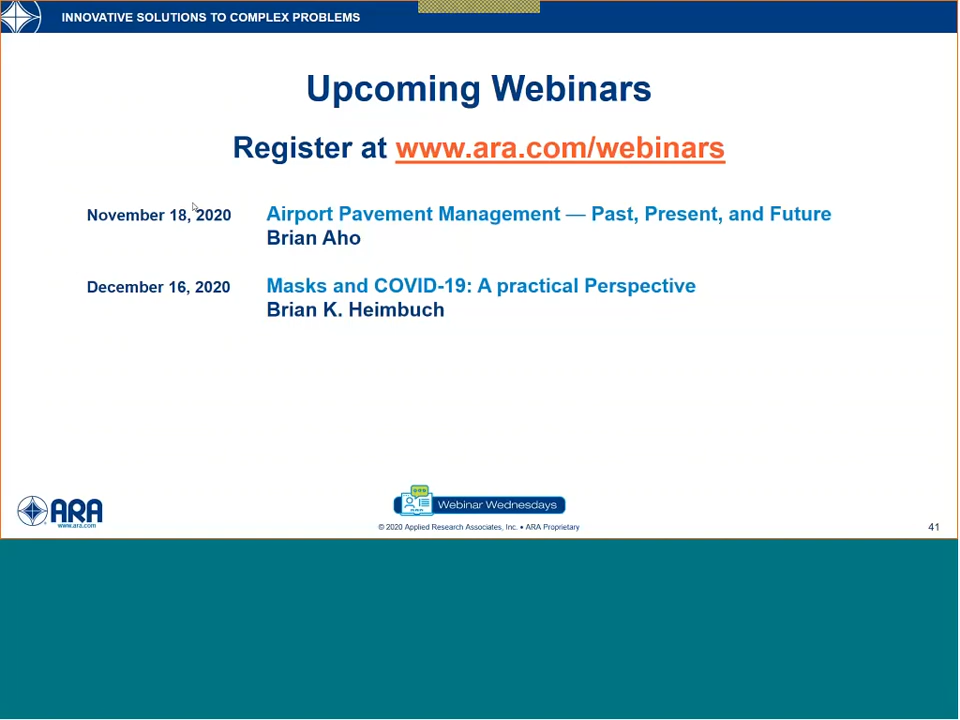 INNOVATIVE SOLUTIONS TO COMPLEX PROBLEMS
Upcoming Webinars
Register at www.ara.com/webinars
November 18, 2020
Airport Pavement Management — Past, Present, and Future
Brian Aho
December 16, 2020
Masks and COVID-19: A practical Perspective
Brian K. Heimbuch
ARA
www.ara.com
Webinar Wednesdays
© 2020 Applied Research Associates, Inc. • ARA Proprietary
41